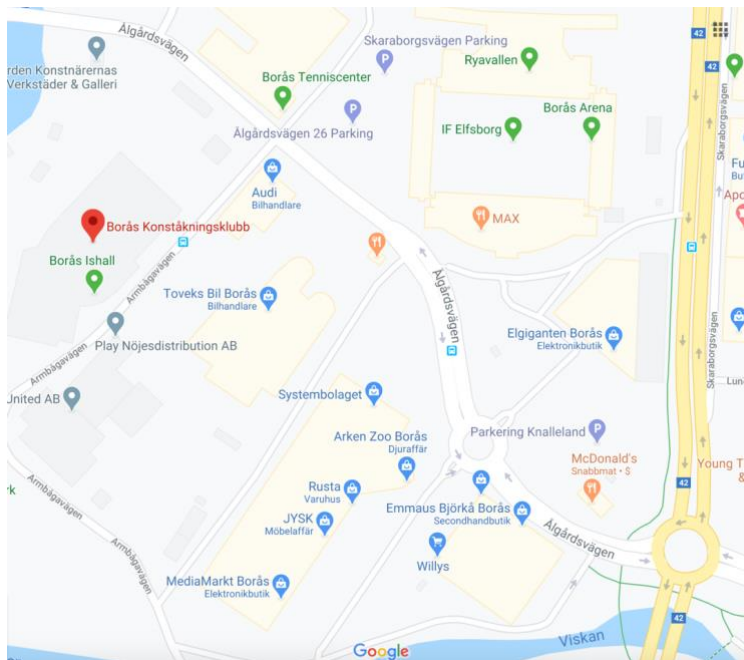 Ålgårdsvägen
Skaraborgsvägen Parking
42
rden Konstnärernas
Verkstäder & Galleri
Ryavallen
42
Borås Tenniscenter
Borås Arena
Ålgårdsvägen 26 Parking
IF Elfsborg
Skaraborgsvägen
Audi
Bilhandlare
Borås Konståkningsklubb
MAX
Borås Ishall
Armbågavägen
Toveks Bil Borås
Bilhandlare
Ålgårdsvägen
Play Nöjesdistribution AB
Elgiganten Borås
Elektronikbutik
Skaraborgsvägen
Armbågavägen
United AB
Systembolaget
Arken Zoo Borås
Djuraffär
Parkering Knalleland
McDonald's
Snabbmat • $
Young T
&
Rusta
Varuhus
42
Armbågavägen
JYSK
Möbelaffär
Emmaus Björkå Borås
Secondhandbutik
Ålgårdsvägen
Willys
MediaMarkt Borås
Elektronikbutik
42
Viskan
Google